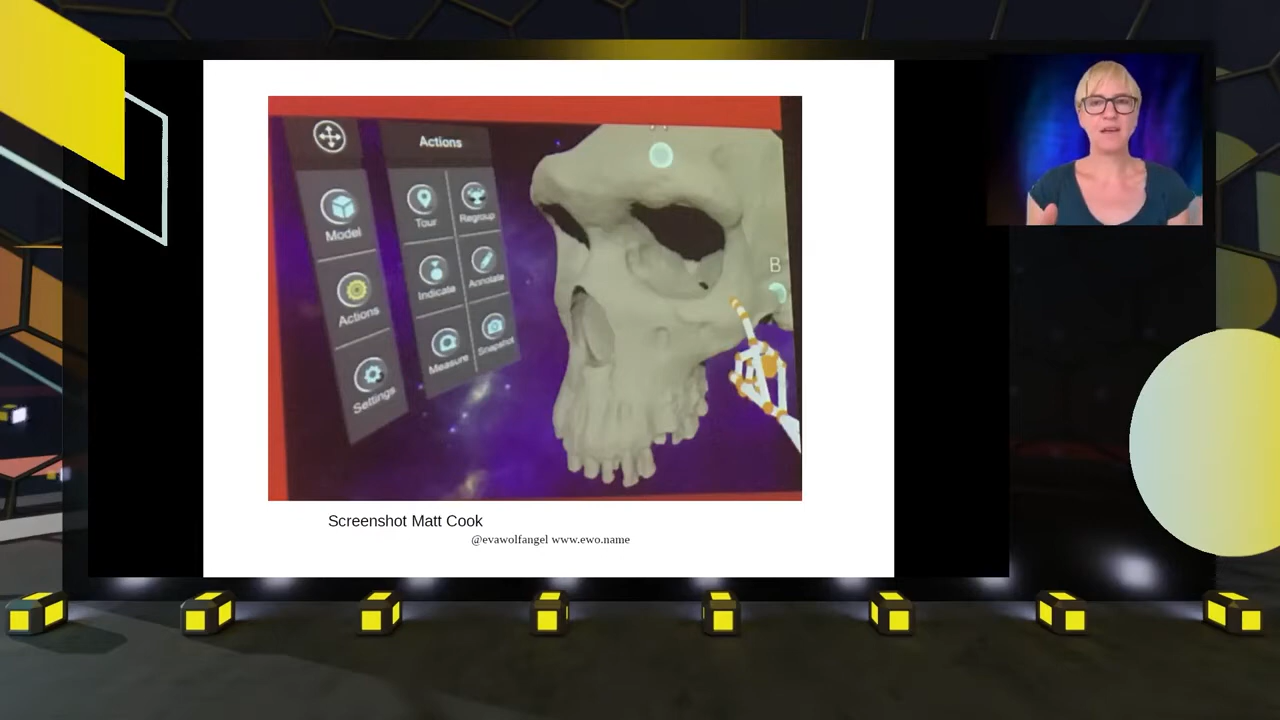 Actions
Model
Tour
Regroup
Actions
Indicate
Annotate
Settings
Measure
Snapshot
B
Screenshot Matt Cook
@evawolfangel www.ewo.name